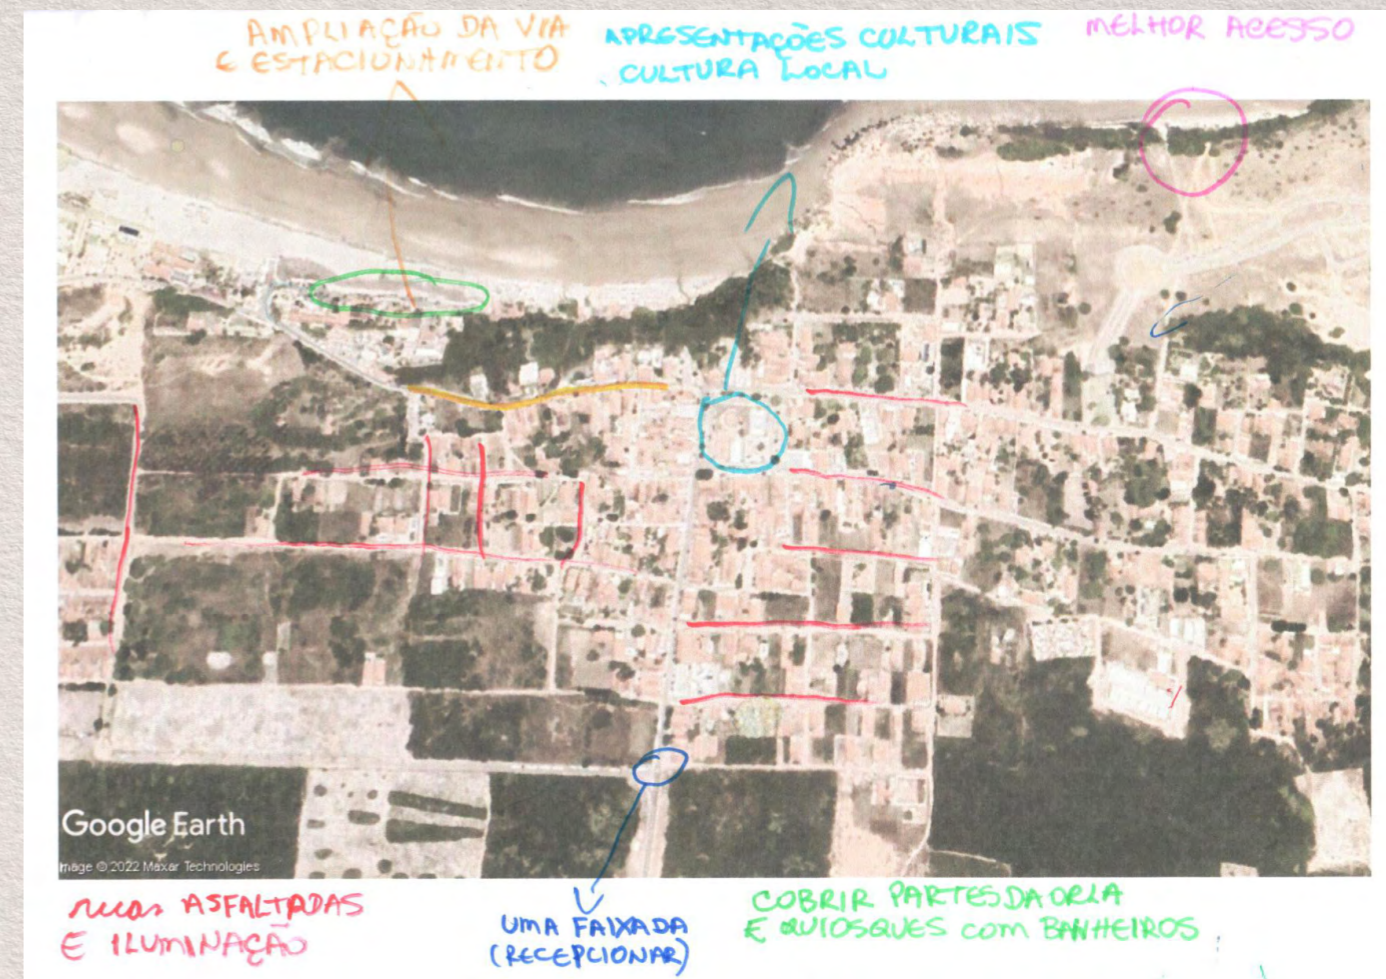 AMPLIAÇÃO DA VIA
E ESTACIONAMENTO
APRESENTAÇÕES CULTURAIS
CULTURA LOCAL
MELHOR ACESSO
Google Earth
Image © 2022 Maxar Technologies
ruas ASFALTADAS
E ILUMINAÇÃO
UMA FAIXADA
(RECEPCIONAR)
COBRIR PARTES DA ORLA
E QUIOSQUES com BANHEIROS